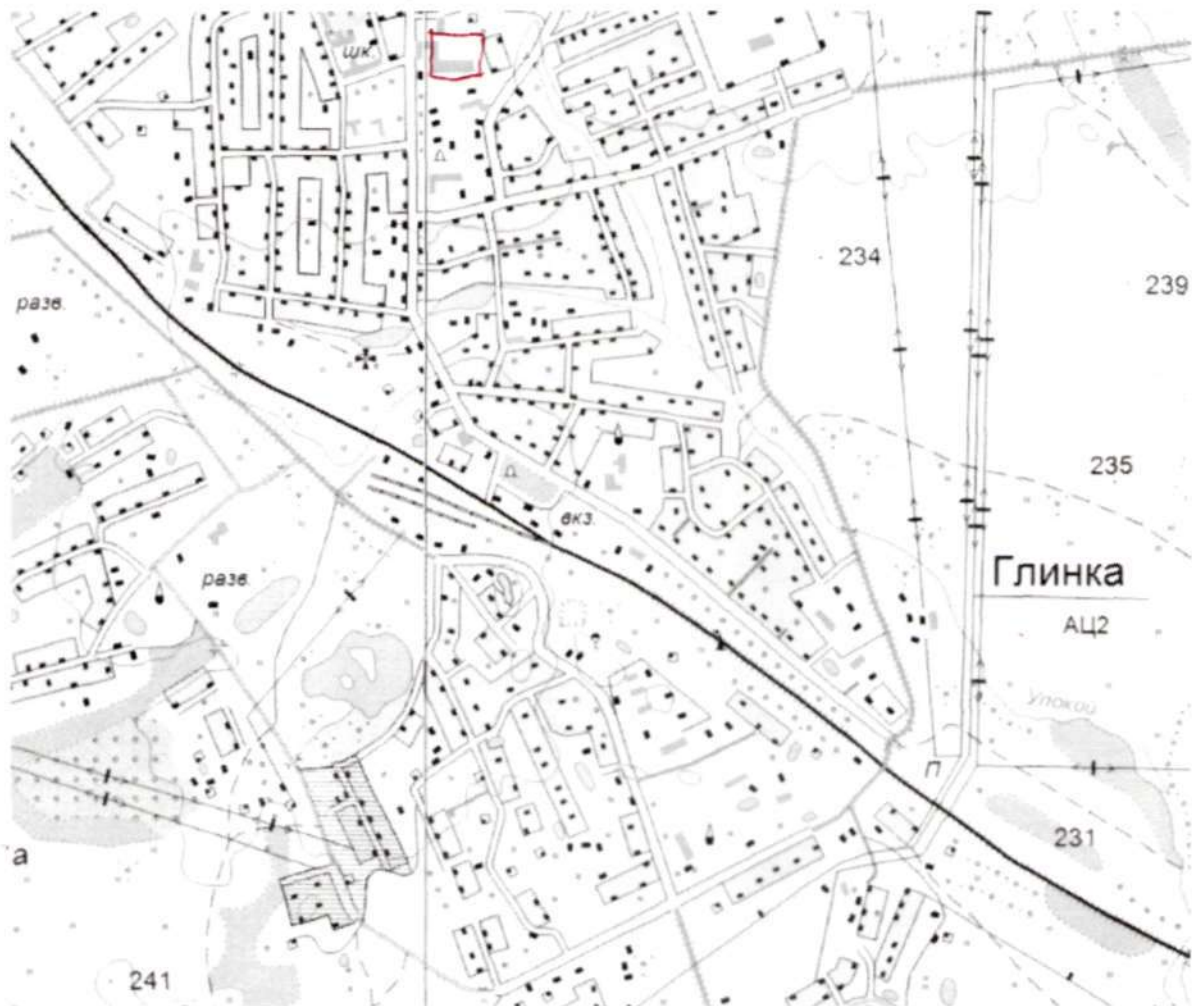 шк.
234
239
разв.
235
вкз.
разв.
Глинка
АЦ2
Упокой
П
231
а
241